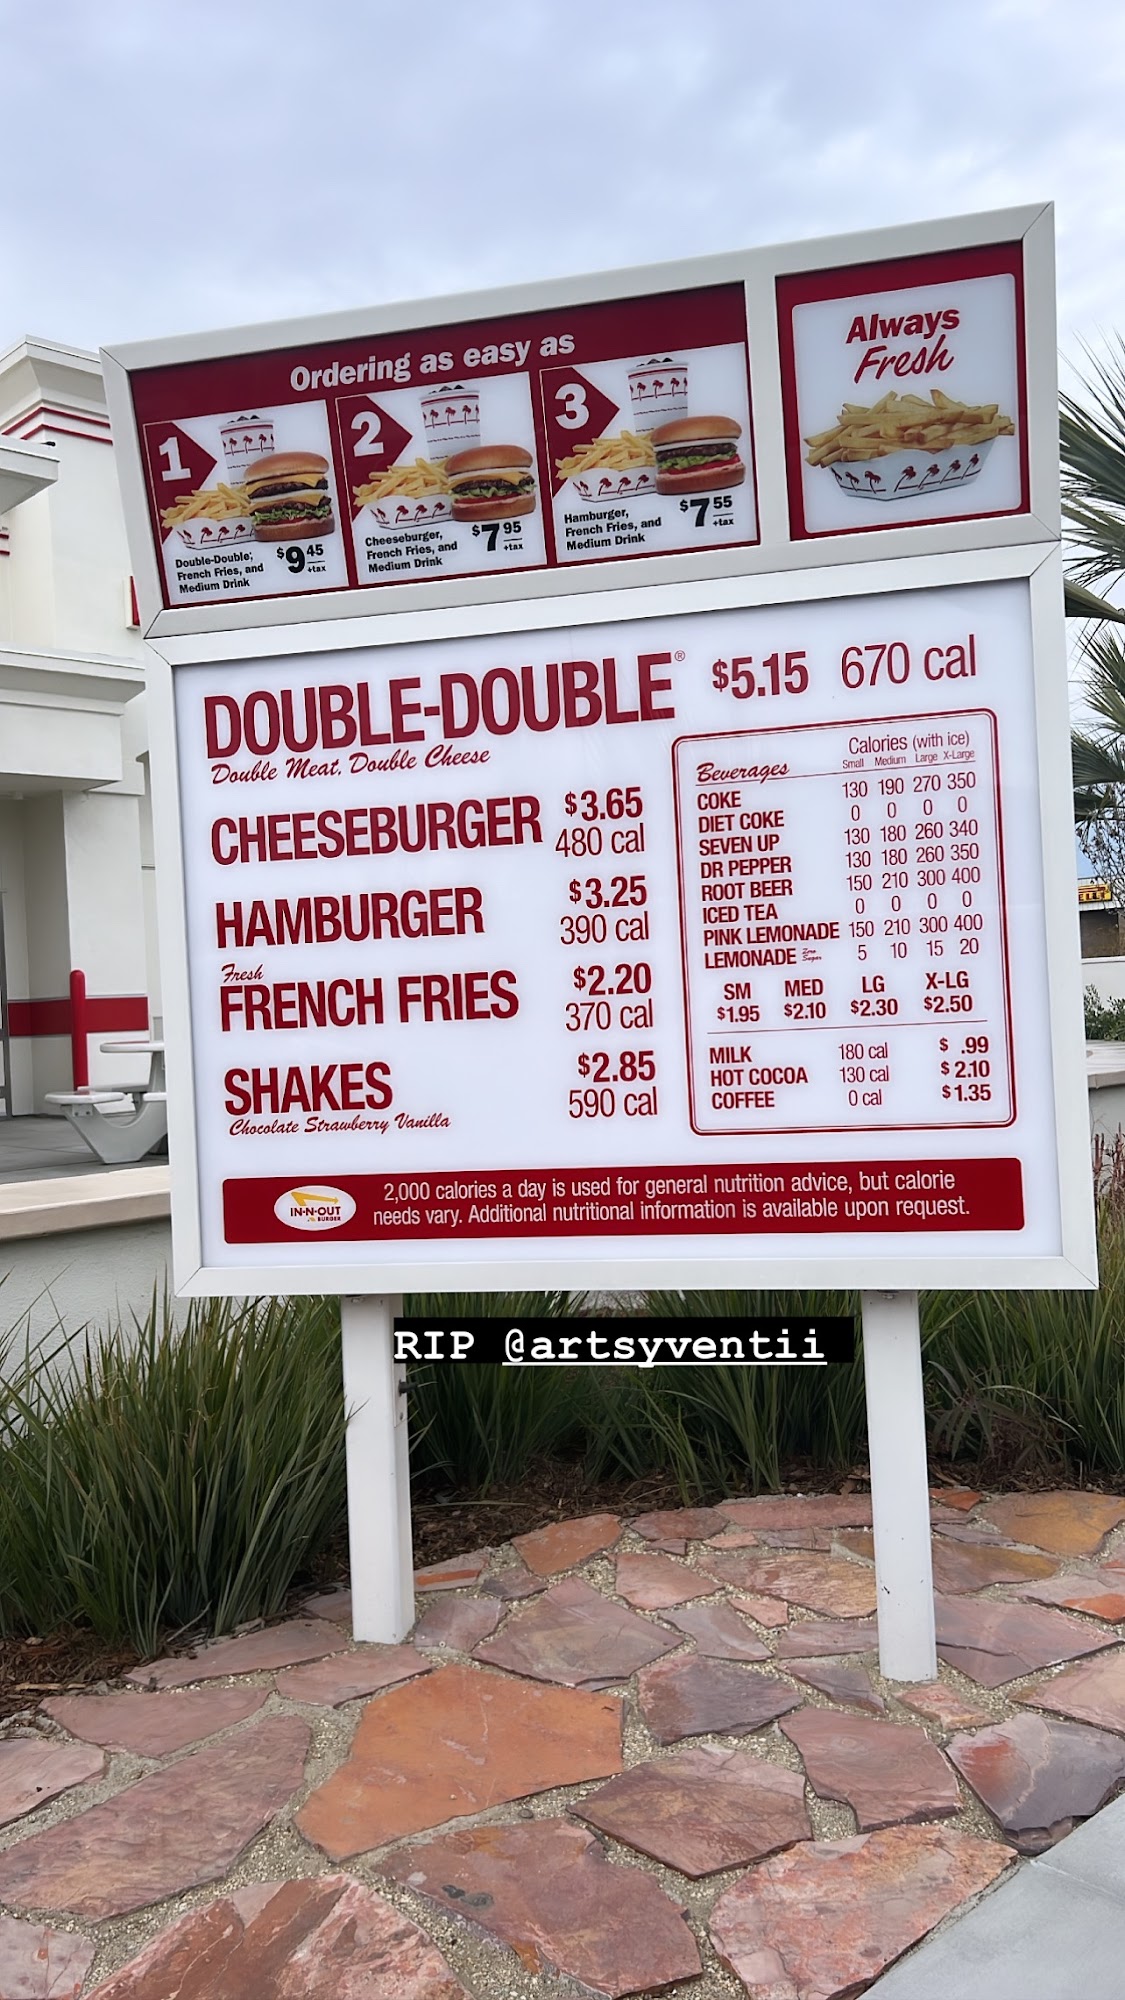 Ordering as easy as
1
Double-Double,
French Fries, and
Medium Drink
$9 45
+tax
2
Cheeseburger,
French Fries, and
Medium Drink
$7 95
+tax
3
Hamburger,
French Fries, and
Medium Drink
$7 55
+tax
Always
Fresh
DOUBLE-DOUBLE® $5.15 670 cal
Double Meat, Double Cheese
CHEESEBURGER $3.65
480 cal
HAMBURGER $3.25
390 cal
Fresh
FRENCH FRIES $2.20
370 cal
SHAKES $2.85
590 cal
Chocolate Strawberry Vanilla
Beverages Calories (with ice)
Small Medium Large X-Large
COKE 130 190 270 350
DIET COKE 0 0 0 0
SEVEN UP 130 180 260 340
DR PEPPER 130 180 260 350
ROOT BEER 150 210 300 400
ICED TEA 0 0 0 0
PINK LEMONADE 150 210 300 400
LEMONADE Zero Sugar 5 10 15 20
SM MED LG X-LG
$1.95 $2.10 $2.30 $2.50
MILK 180 cal $ .99
HOT COCOA 130 cal $ 2.10
COFFEE 0 cal $ 1.35
IN-N-OUT
BURGER
2,000 calories a day is used for general nutrition advice, but calorie
needs vary. Additional nutritional information is available upon request.
RIP @artsyventii